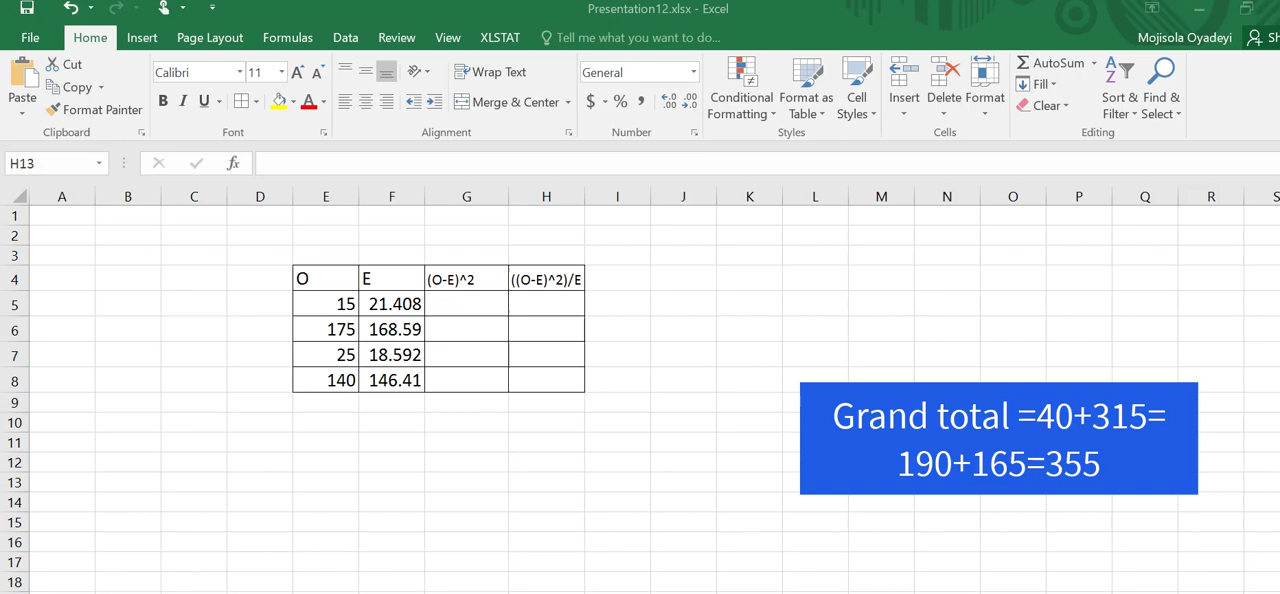 Presentation12.xlsx - Excel
File Home Insert Page Layout Formulas Data Review View XLSTAT Tell me what you want to do... Mojisola Oyadeyi Sh
Paste
Cut
Copy
Format Painter
Clipboard
Calibri 11 A A
B I U A
Font
Wrap Text
Merge & Center
Alignment
General
$ % , .0 .00 .00 .0
Number
Conditional Formatting
Format as Table
Cell Styles
Styles
Insert Delete Format
Cells
AutoSum
Fill
Clear
Sort & Filter
Find & Select
Editing
H13 fx
A B C D E F G H I J K L M N O P Q R S
1
2
3
4 O E (O-E)^2 ((O-E)^2)/E
5 15 21.408
6 175 168.59
7 25 18.592
8 140 146.41
9
10
11
12
13
14
15
16
17
18
Grand total =40+315=
190+165=355